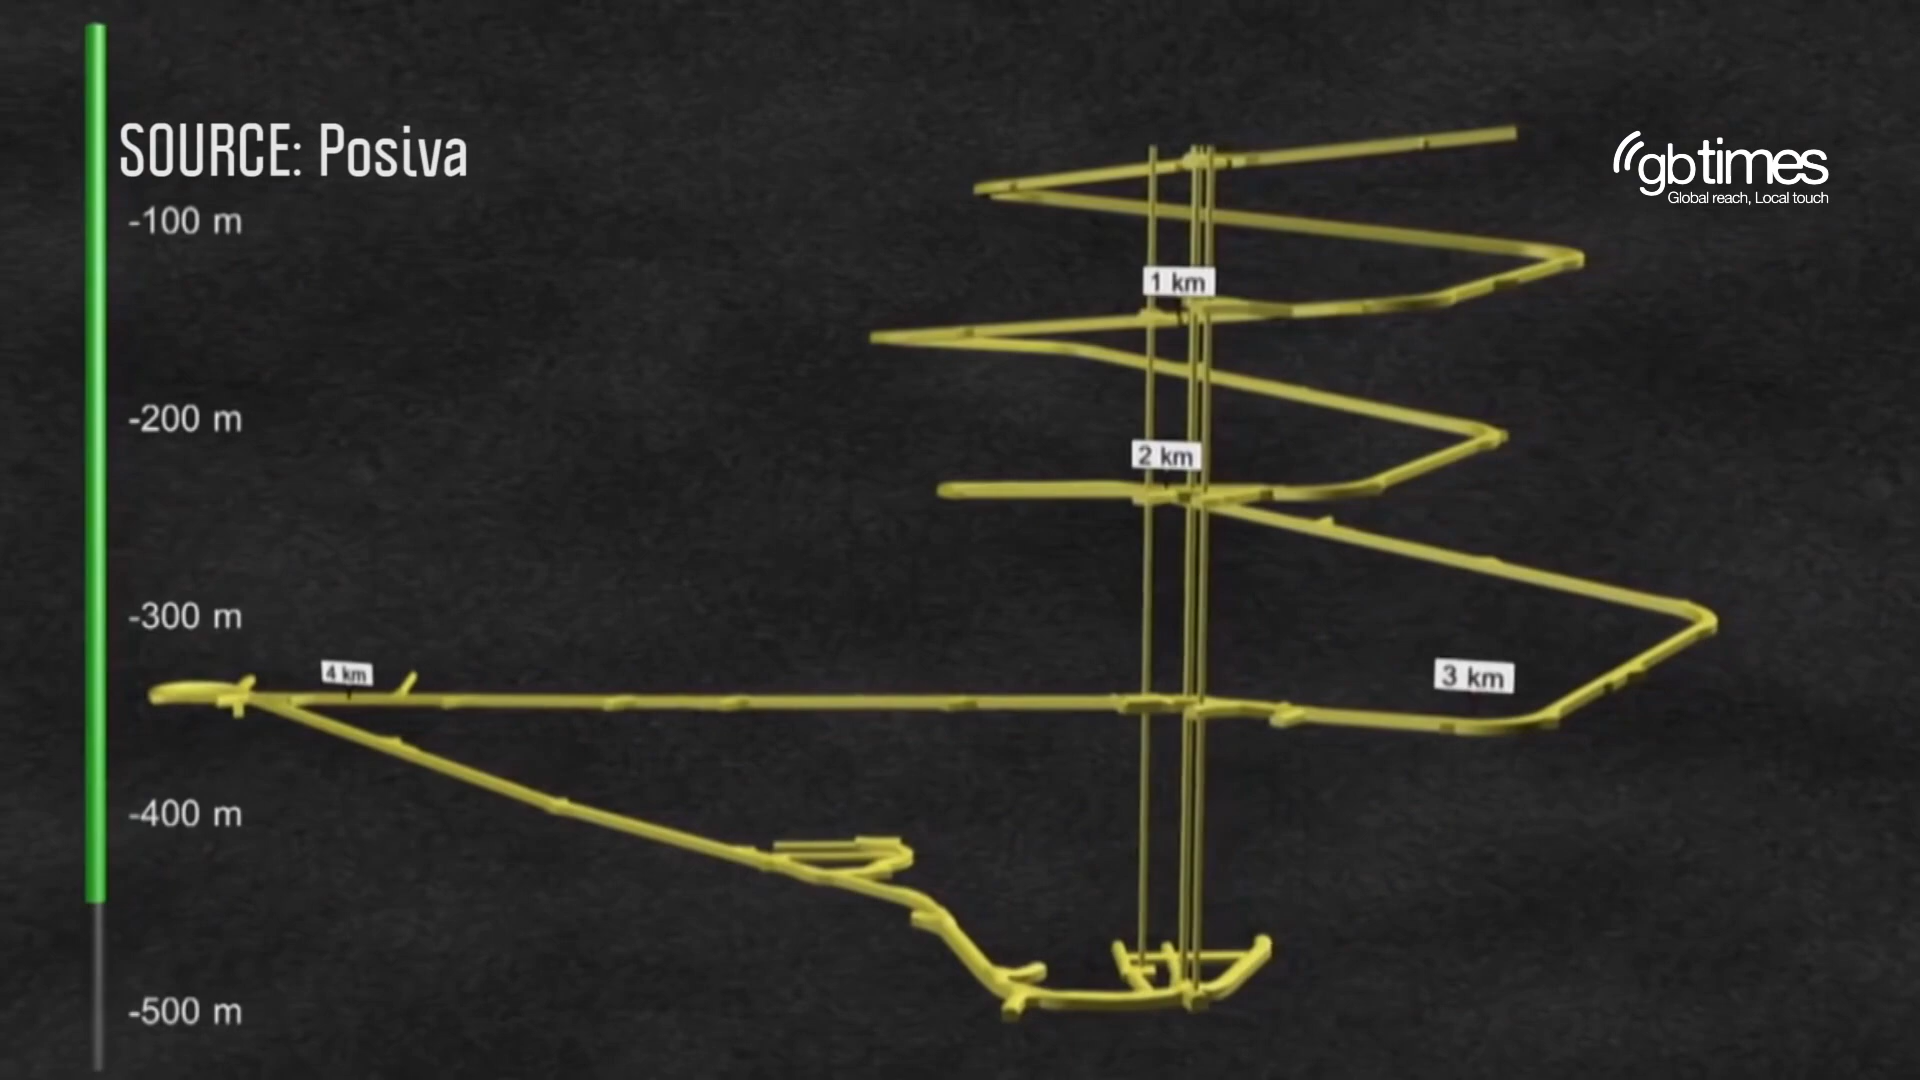 SOURCE: Posiva
gbtimes
Global reach, Local touch
-100 m
1 km
-200 m
2 km
-300 m
3 km
4 km
-400 m
-500 m